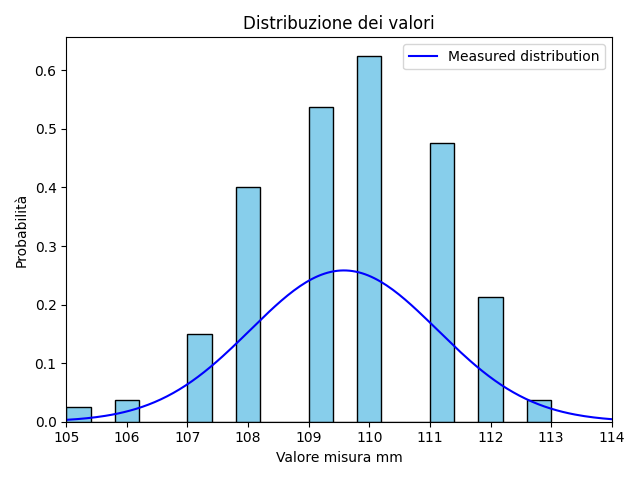 Distribuzione dei valori
Measured distribution
Probabilità
0.6
0.5
0.4
0.3
0.2
0.1
0.0
105 106 107 108 109 110 111 112 113 114
Valore misura mm